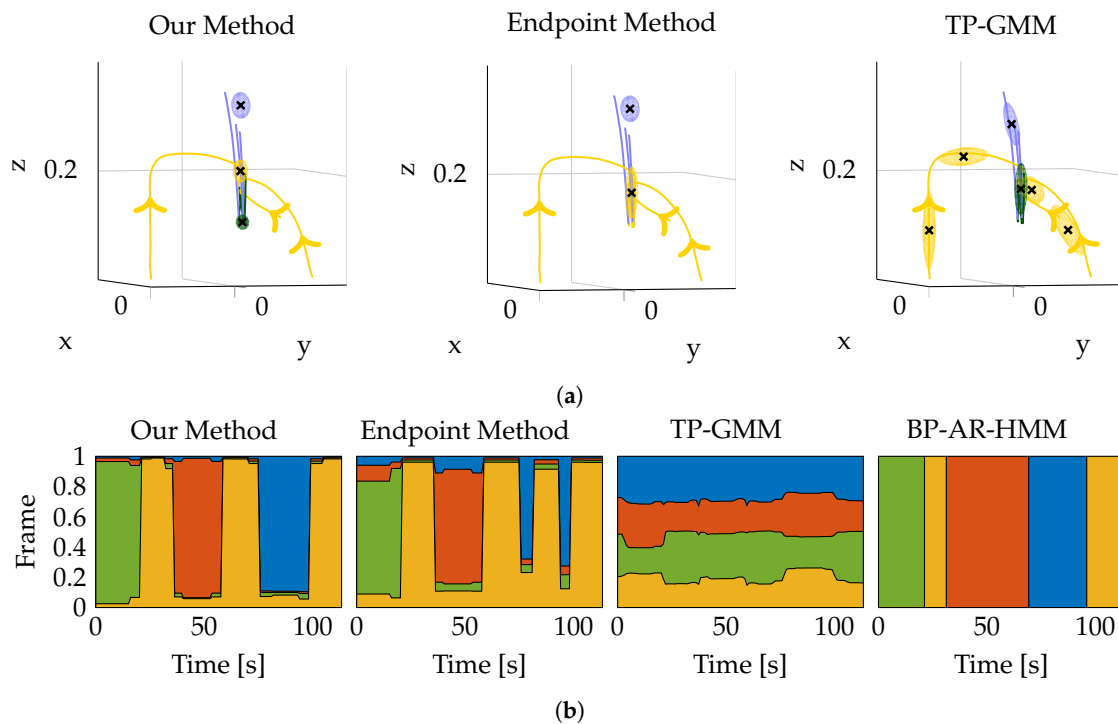 (a)
Our Method Endpoint Method TP-GMM
z 0.2 z 0.2 z 0.2
0 0 0 0 0 0
x y x y x y
(a)
Our Method Endpoint Method TP-GMM BP-AR-HMM
1
0.8
0.6
0.4
0.2
0
Frame
0 50 100 0 50 100 0 50 100 0 50 100
Time [s] Time [s] Time [s] Time [s]
(b)